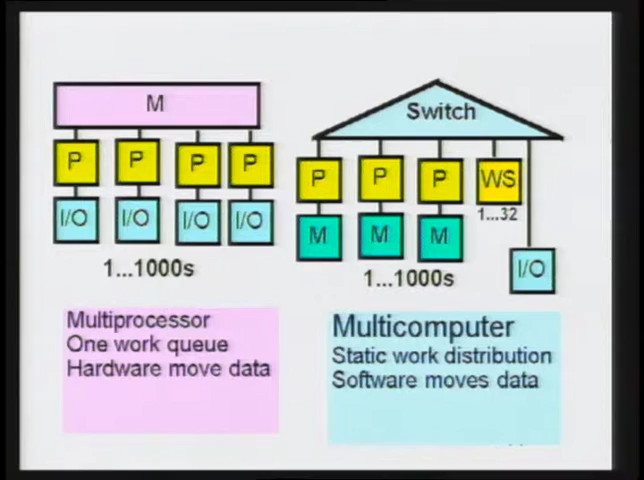 M
P P P P
I/O I/O I/O I/O
1...1000s
Multiprocessor
One work queue
Hardware move data
Switch
P P P WS
1...32
M M M
1...1000s
I/O
Multicomputer
Static work distribution
Software moves data